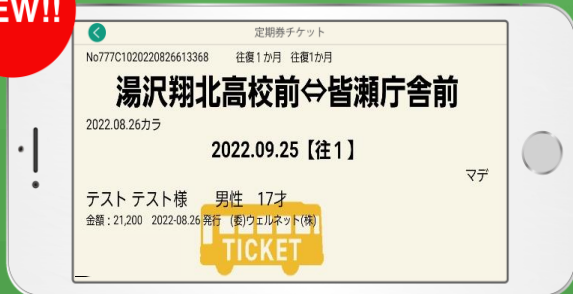 EW!!
定期券チケット
No777C1020220826613368 往復1か月 往復1か月
湯沢翔北高校前⇔皆瀬庁舎前
2022.08.26カラ
2022.09.25【往1】
マデ
テスト テスト様 男性 17才
金額：21,200 2022-08.26発行 (委)ウェルネット(株)
TICKET